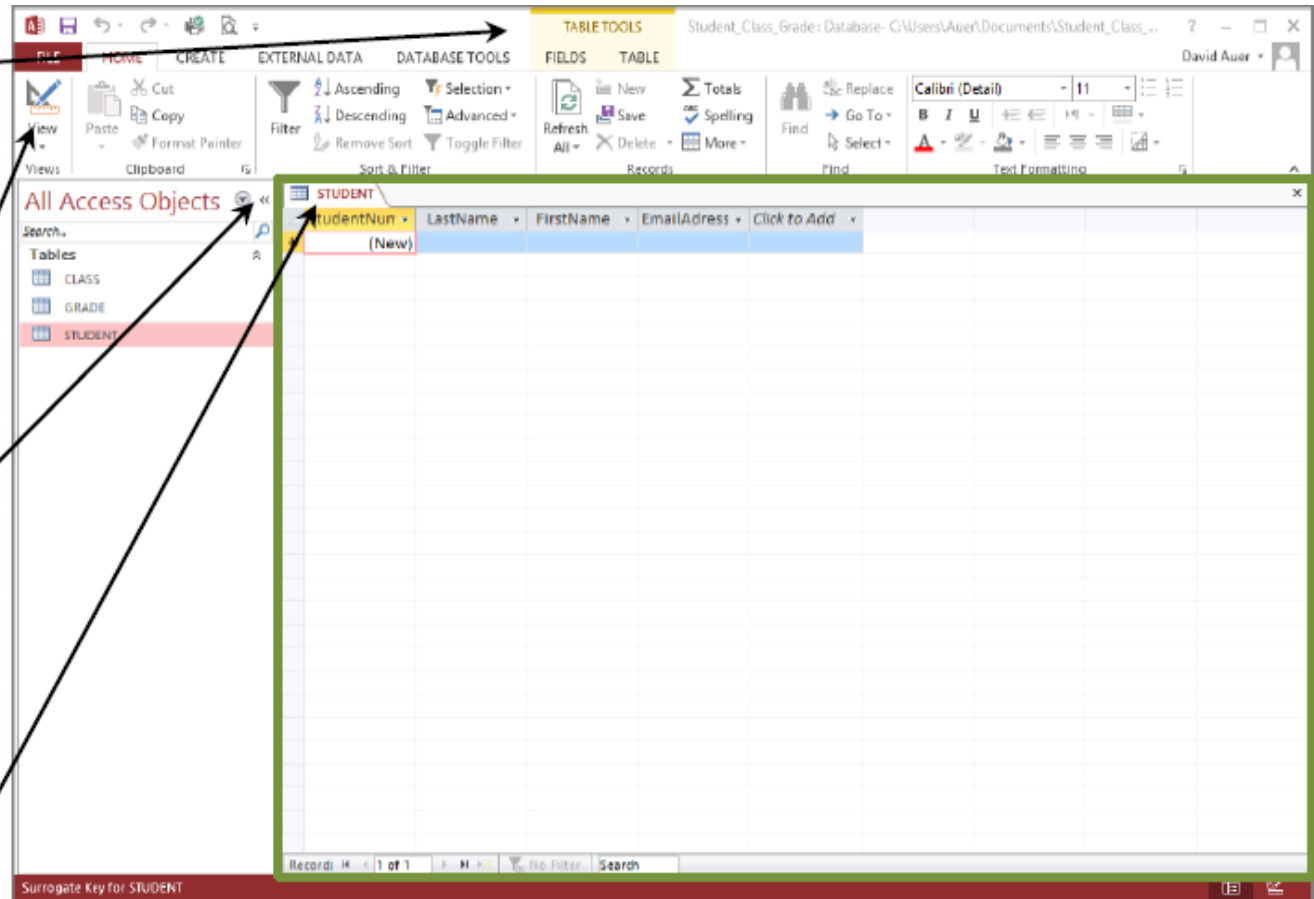 TABLE TOOLS Student_Class_Grade : Database- C:\Users\Auer\Documents\Student_Class_... ?
FILE HOME CREATE EXTERNAL DATA DATABASE TOOLS FIELDS TABLE David Auer
Cut Ascending Selection New Totals Replace Calibri (Detail) 11
Copy Descending Advanced Save Spelling Go To B I U
View Paste Format Painter Filter Remove Sort Toggle Filter Refresh All Delete More Find Select A
Views Clipboard Sort & Filter Records Find Text Formatting
All Access Objects STUDENT
Search.. tudentNum LastName FirstName EmailAdress Click to Add
Tables (New)
CLASS
GRADE
STUDENT
Record: 1 of 1 No Filter Search
Surrogate Key for STUDENT